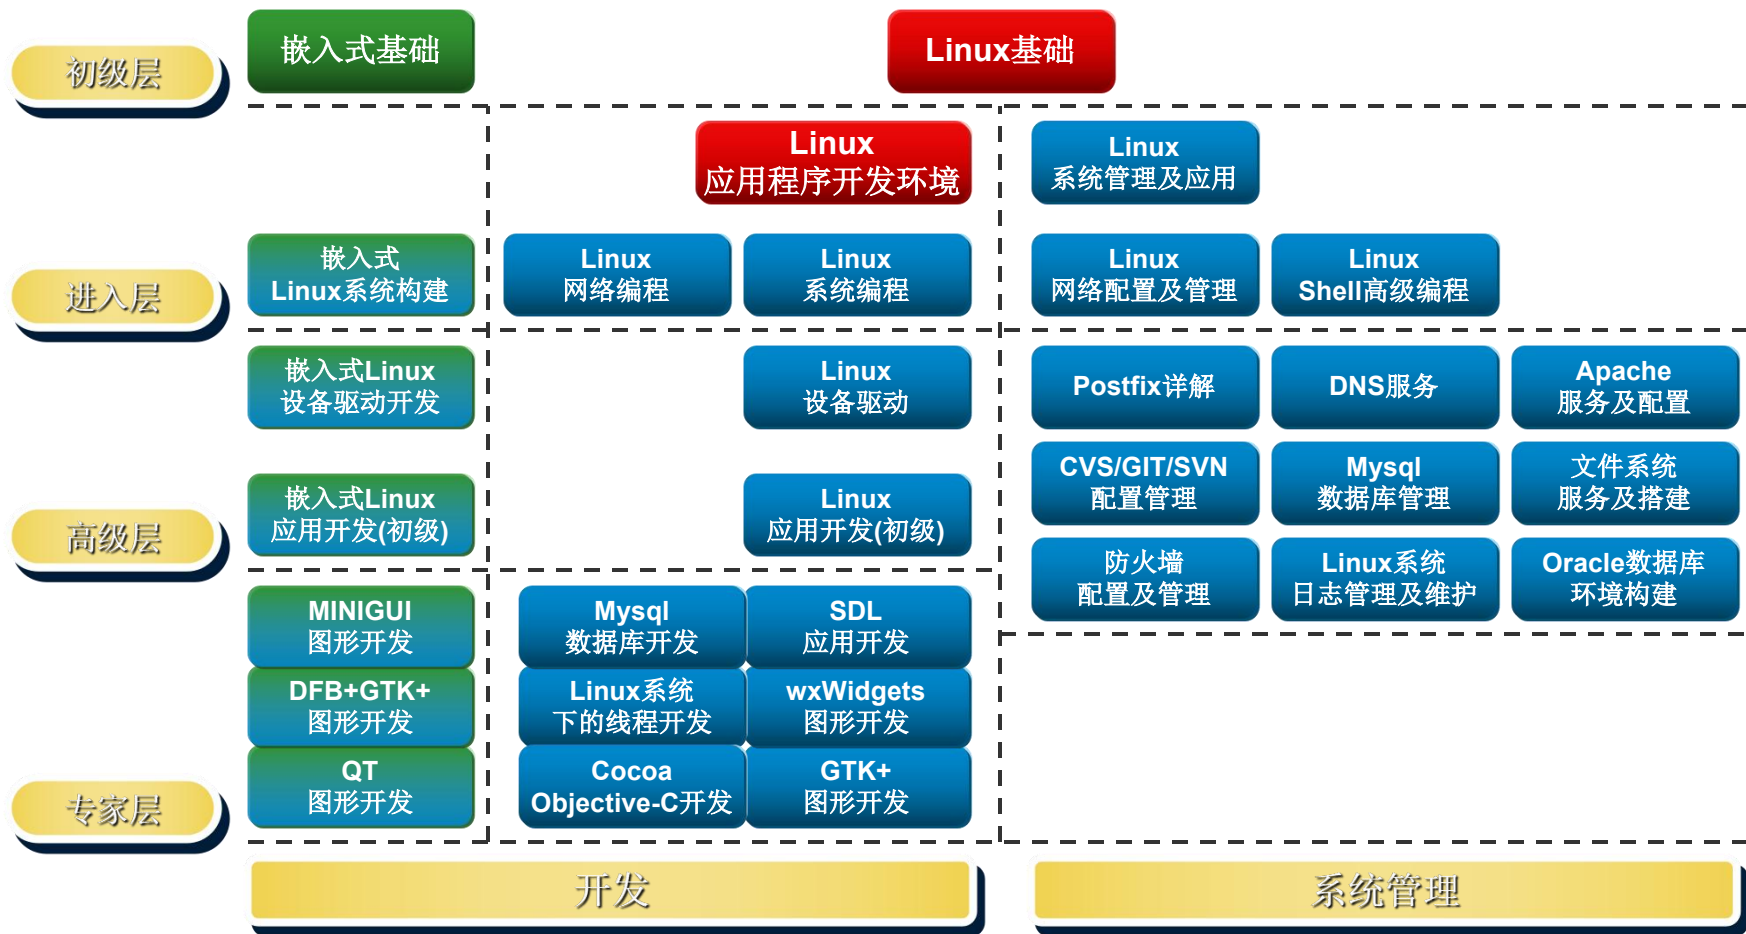 嵌入式基础
Linux基础
初级层
Linux
应用程序开发环境
Linux
系统管理及应用
进入层
嵌入式
Linux系统构建
Linux
网络编程
Linux
系统编程
Linux
网络配置及管理
Linux
Shell高级编程
嵌入式Linux
设备驱动开发
Linux
设备驱动
Postfix详解
DNS服务
Apache
服务及配置
CVS/GIT/SVN
配置管理
Mysql
数据库管理
文件系统
服务及搭建
高级层
嵌入式Linux
应用开发(初级)
Linux
应用开发(初级)
防火墙
配置及管理
Linux系统
日志管理及维护
Oracle数据库
环境构建
MINIGUI
图形开发
Mysql
数据库开发
SDL
应用开发
DFB+GTK+
图形开发
Linux系统
下的线程开发
wxWidgets
图形开发
专家层
QT
图形开发
Cocoa
Objective-C开发
GTK+
图形开发
开发
系统管理